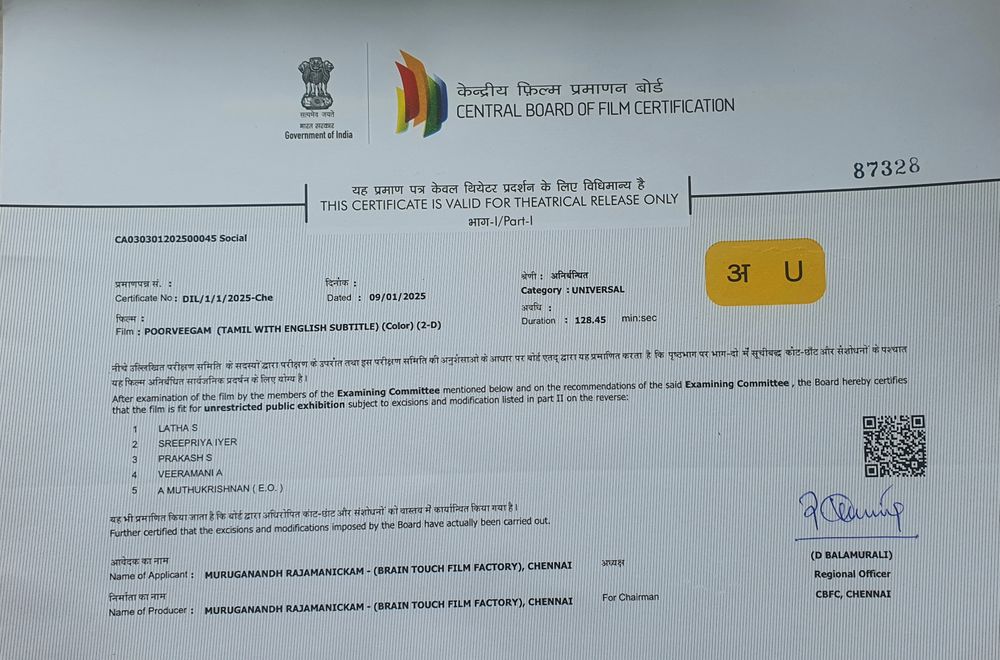 सत्यमेव जयते
भारत सरकार
Government of India
केन्द्रीय फ़िल्म प्रमाणन बोर्ड
CENTRAL BOARD OF FILM CERTIFICATION
87328
यह प्रमाण पत्र केवल थियेटर प्रदर्शन के लिए विधिमान्य है
THIS CERTIFICATE IS VALID FOR THEATRICAL RELEASE ONLY
भाग-I/Part-I
CA030301202500045 Social
अ U
प्रमाणपत्र सं. :
Certificate No : DIL/1/1/2025-Che
दिनांक :
Dated : 09/01/2025
श्रेणी : अनिर्बन्धित
Category : UNIVERSAL
अवधि :
Duration : 128.45 min:sec
फिल्म :
Film : POORVEEGAM (TAMIL WITH ENGLISH SUBTITLE) (Color) (2-D)
नीचे उल्लिखित परीक्षण समिति के सदस्यों द्वारा परीक्षण के उपरांत तथा इस परीक्षण समिति की अनुशंसाओं के आधार पर बोर्ड एतद् द्वारा यह प्रमाणित करता है कि पृष्ठभाग पर भाग-दो में सूचीबद्ध कांट-छाँट और संशोधनों के पश्चात
यह फिल्म अनिर्बंधित सार्वजनिक प्रदर्षन के लिए योग्य है।
After examination of the film by the members of the Examining Committee mentioned below and on the recommendations of the said Examining Committee , the Board hereby certifies
that the film is fit for unrestricted public exhibition subject to excisions and modification listed in part II on the reverse:
1 LATHA S
2 SREEPRIYA IYER
3 PRAKASH S
4 VEERAMANI A
5 A MUTHUKRISHNAN ( E.O. )
यह भी प्रमाणित किया जाता है कि बोर्ड द्वारा अधिरोपित कांट-छांट और संशोधनों को वास्तव में कार्यान्वित किया गया है।
Further certified that the excisions and modifications imposed by the Board have actually been carried out.
आवेदक का नाम
Name of Applicant : MURUGANANDH RAJAMANICKAM - (BRAIN TOUCH FILM FACTORY), CHENNAI
निर्माता का नाम
Name of Producer : MURUGANANDH RAJAMANICKAM - (BRAIN TOUCH FILM FACTORY), CHENNAI
अध्यक्ष
For Chairman
(D BALAMURALI)
Regional Officer
CBFC, CHENNAI